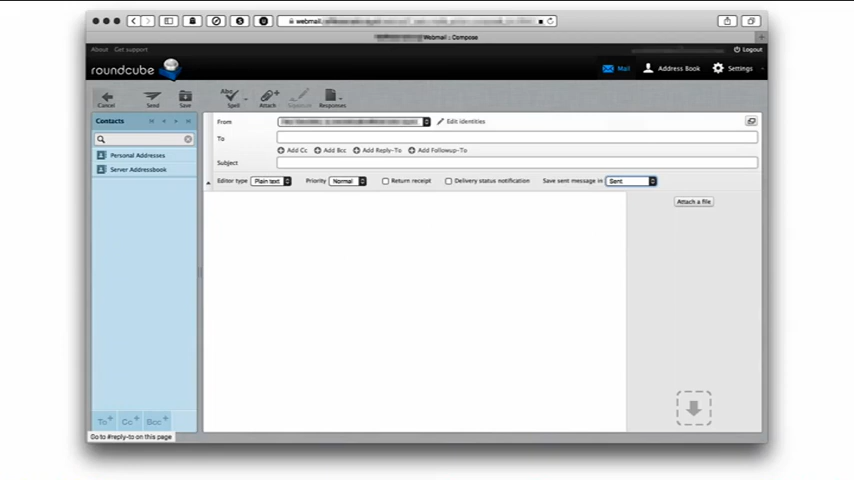 webmail.
Webmail : Compose
About Get support
Logout
roundcube
Mail Address Book Settings
Cancel Send Save Spell Attach Responses
Contacts
From Edit identities
To
Add Cc Add Bcc Add Reply-To Add Followup-To
Subject
Personal Addresses
Server Addressbook
Editor type Plain text Priority Normal Return receipt Delivery status notification Save sent message in Sent
Attach a file
To Cc Bcc
Go to #reply-to on this page